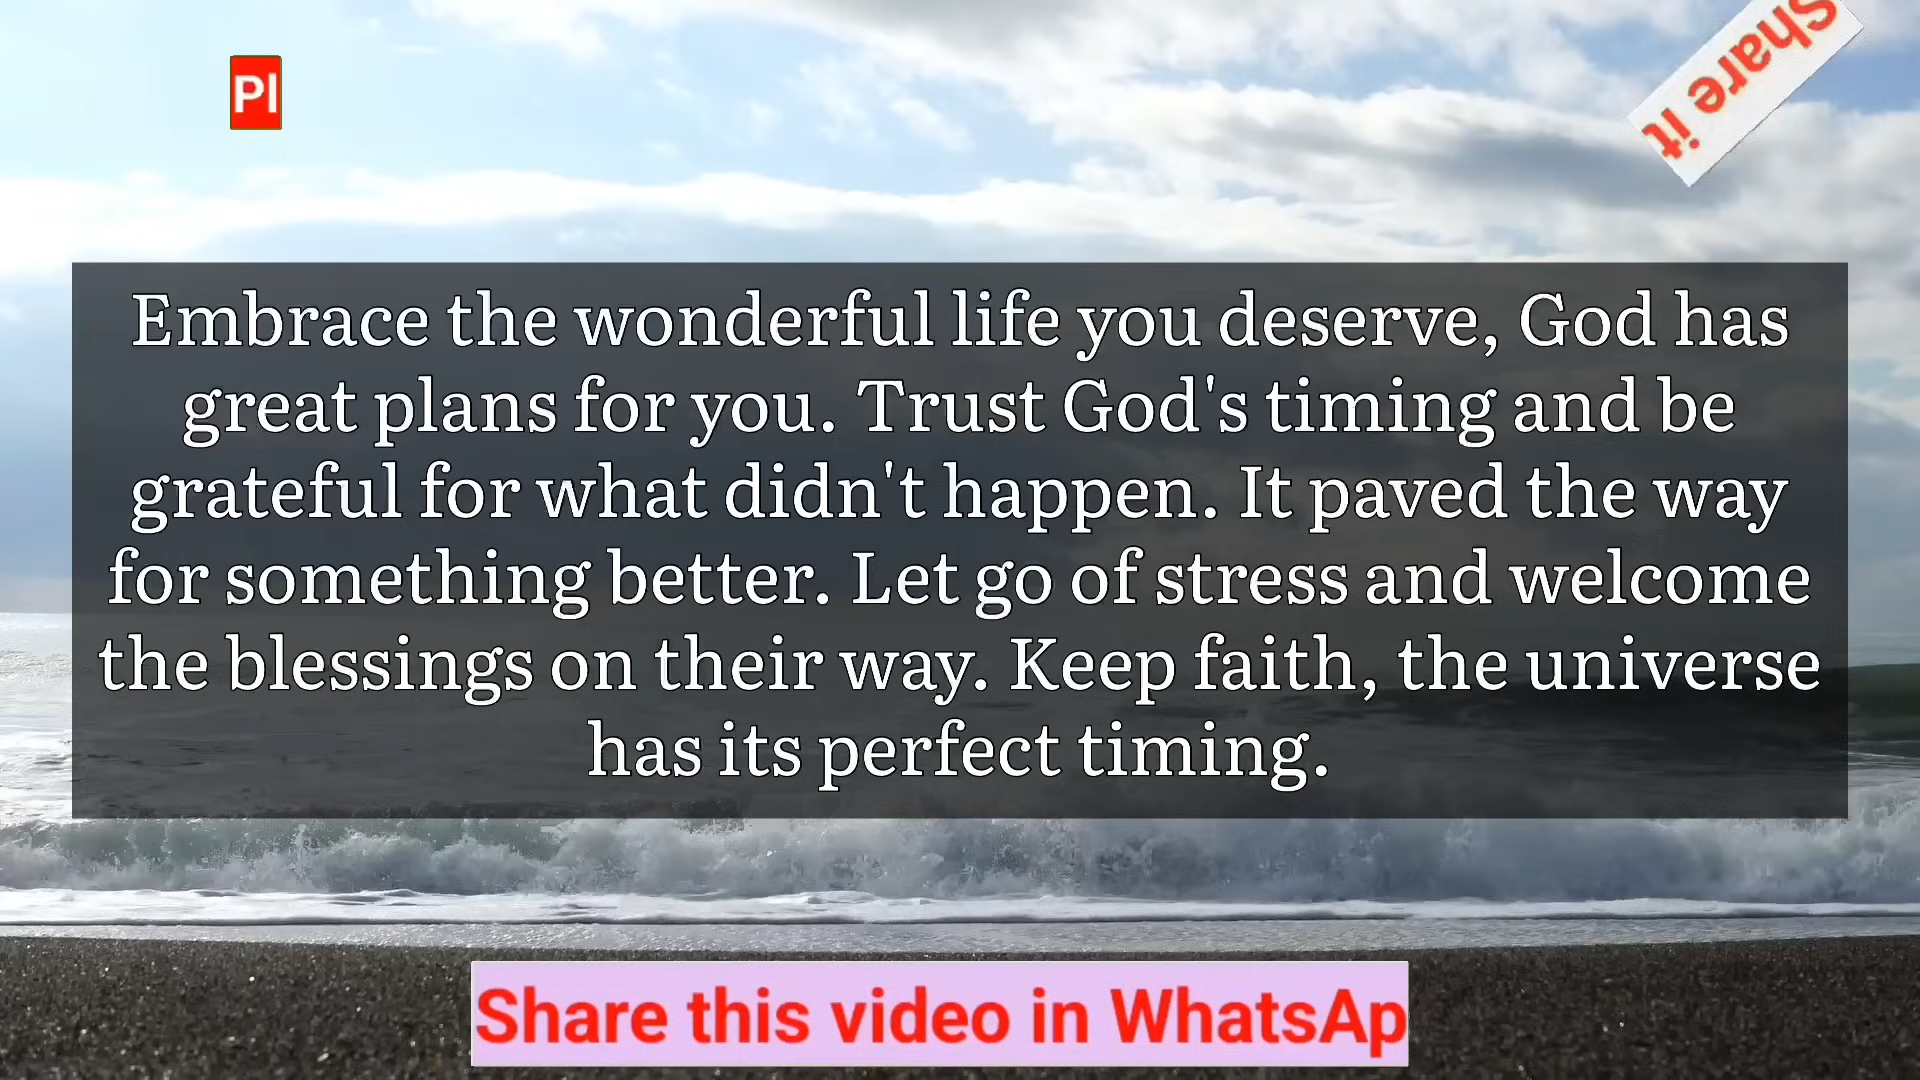 Pl
Share it
Embrace the wonderful life you deserve, God has
great plans for you. Trust God's timing and be
grateful for what didn't happen. It paved the way
for something better. Let go of stress and welcome
the blessings on their way. Keep faith, the universe
has its perfect timing.
Share this video in WhatsAp